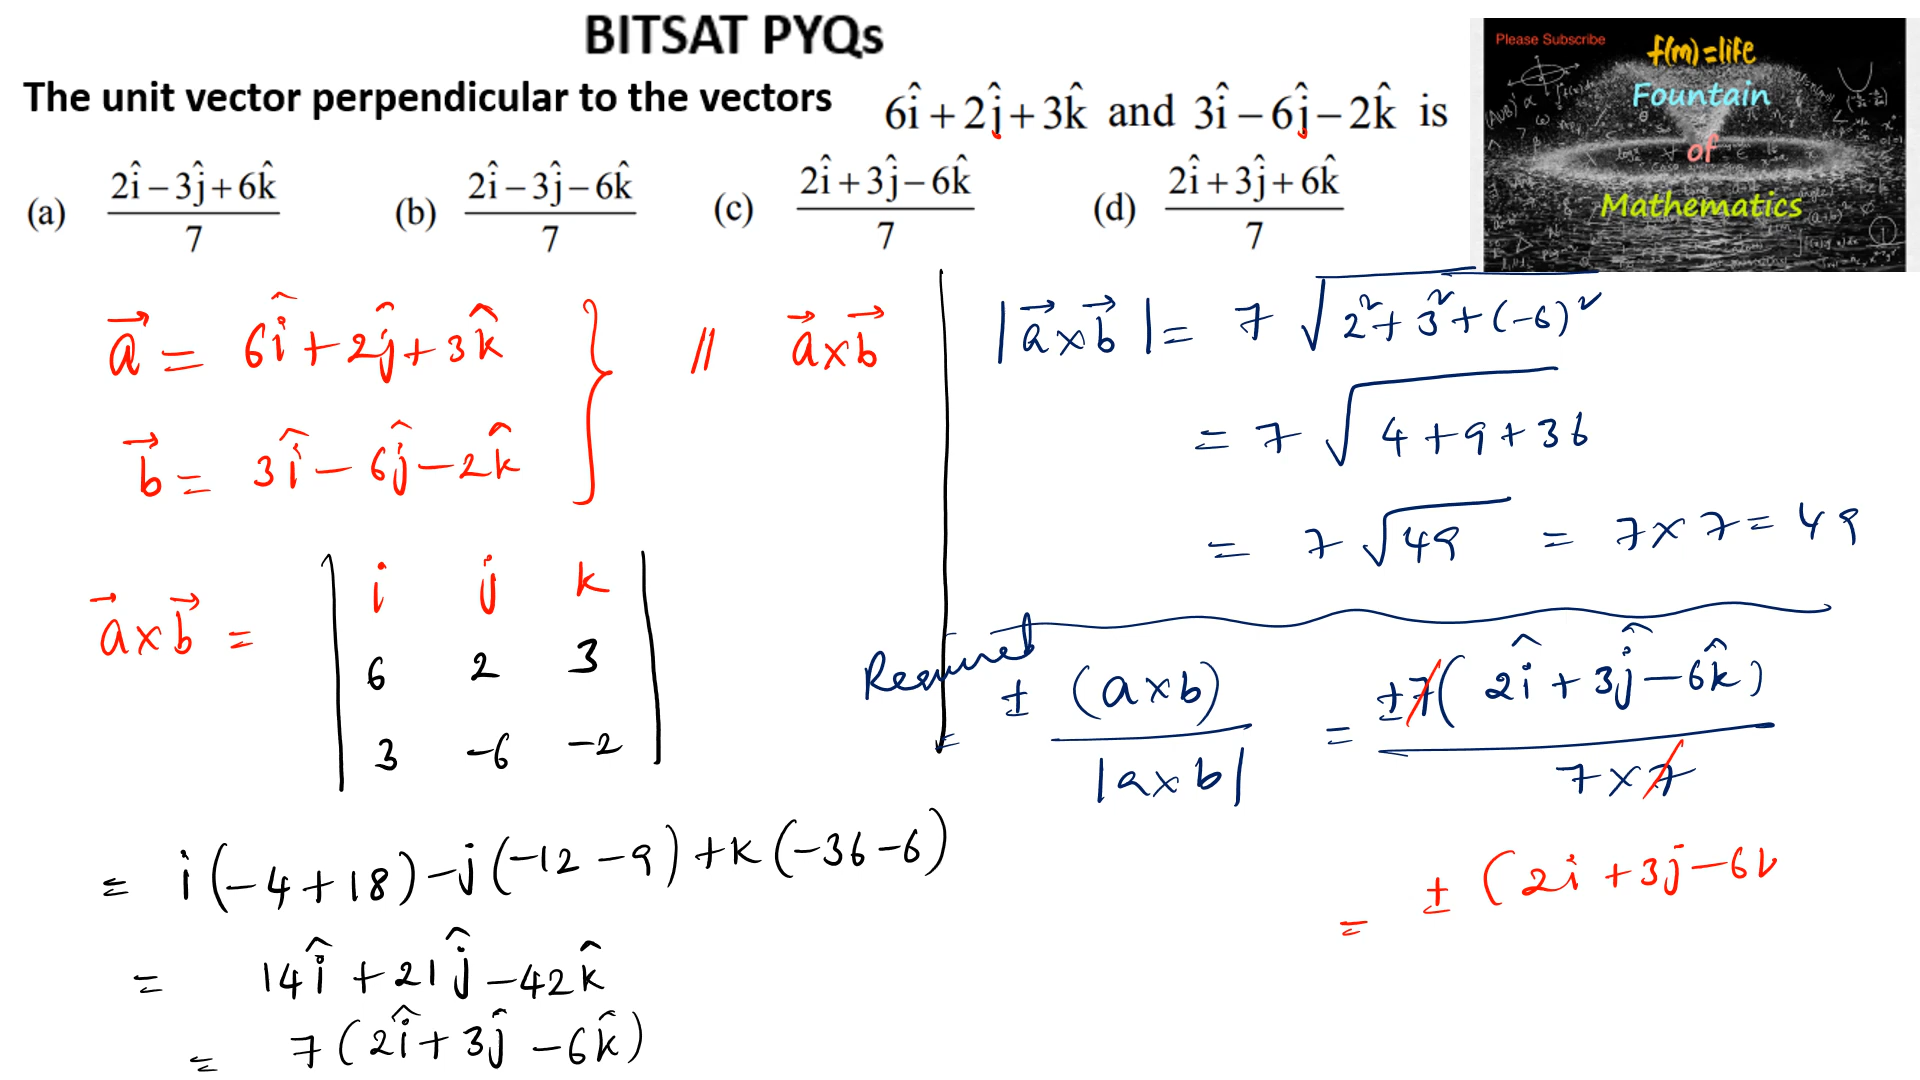 BITSAT PYQs
The unit vector perpendicular to the vectors 6î + 2ĵ + 3k̂ and 3î − 6ĵ − 2k̂ is
(a) (2î − 3ĵ + 6k̂)/7 (b) (2î − 3ĵ − 6k̂)/7 (c) (2î + 3ĵ − 6k̂)/7 (d) (2î + 3ĵ + 6k̂)/7
Please Subscribe
f(m)=life
Fountain
of
Mathematics
a⃗ = 6î + 2ĵ + 3k̂
b⃗ = 3î − 6ĵ − 2k̂
// a⃗×b⃗
a⃗×b⃗ = | i j k |
| 6 2 3 |
| 3 -6 -2 |
= i(-4+18) - j(-12-9) + k(-36-6)
= 14î + 21ĵ - 42k̂
= 7(2î + 3ĵ - 6k̂)
|a⃗×b⃗| = 7√(2² + 3² + (-6)²)
= 7√(4+9+36)
= 7√49 = 7×7 = 49
Required
= ± (a×b)/|a×b| = ±7(2î + 3ĵ - 6k̂)/(7×7)
= ± (2i + 3j - 6